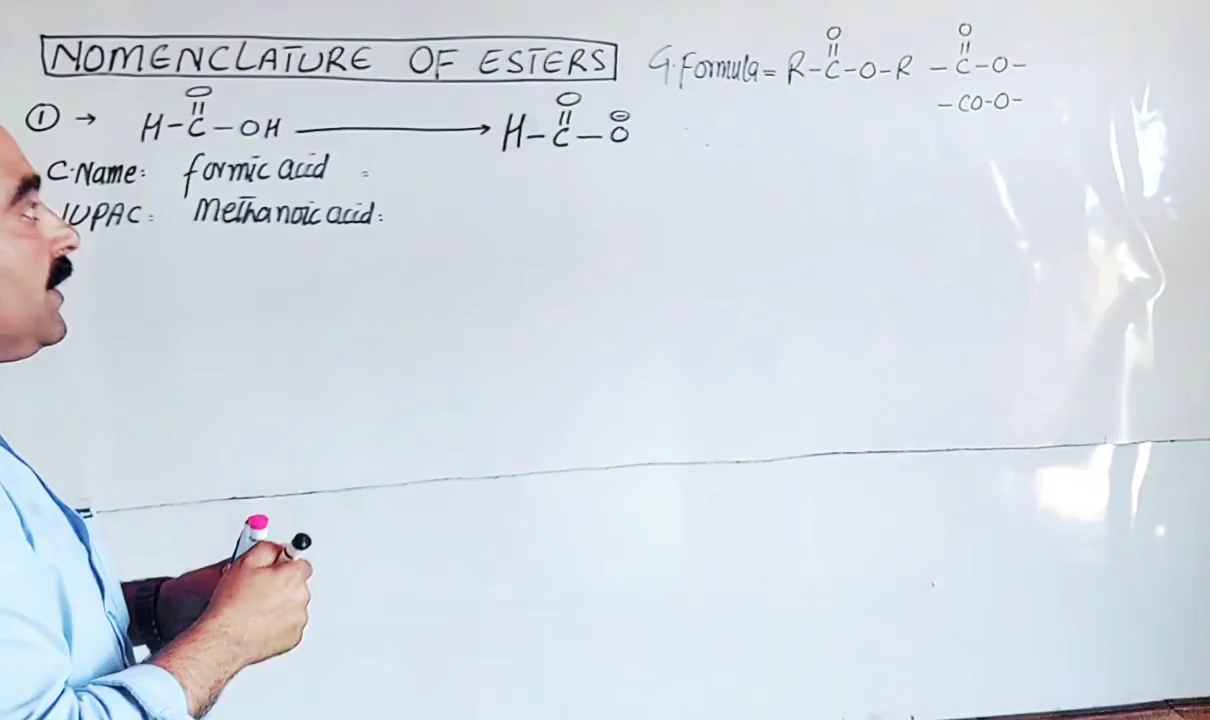 NOMENCLATURE OF ESTERS
G.Formula = R-C-O-R -C-O-
O O
-CO-O-
① → H-C-OH → H-C-O
O O ⊖
C.Name: formic acid =
IUPAC: Methanoic acid: